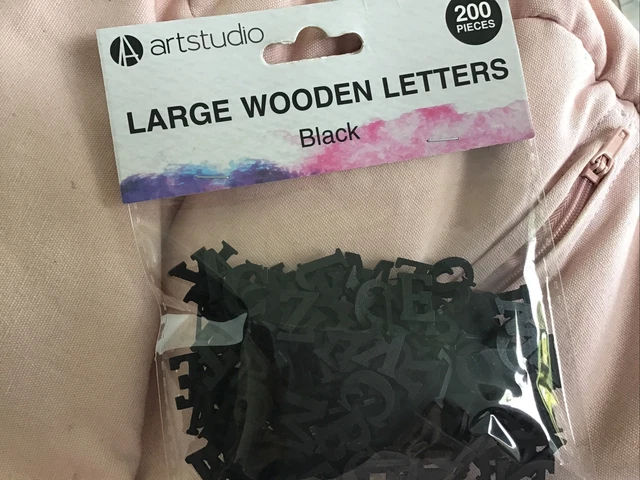 artstudio
200
PIECES
LARGE WOODEN LETTERS
Black